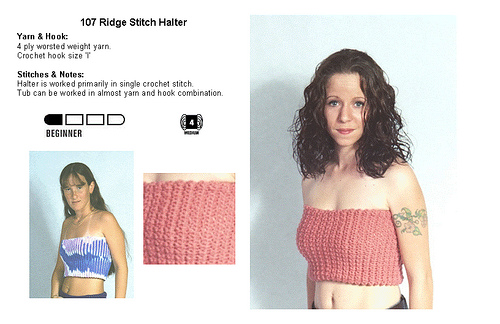 107 Ridge Stitch Halter
Yarn & Hook:
4 ply worsted weight yarn.
Crochet hook size 'I'
Stitches & Notes:
Halter is worked primarily in single crochet stitch.
Tub can be worked in almost yarn and hook combination.
4
MEDIUM
BEGINNER